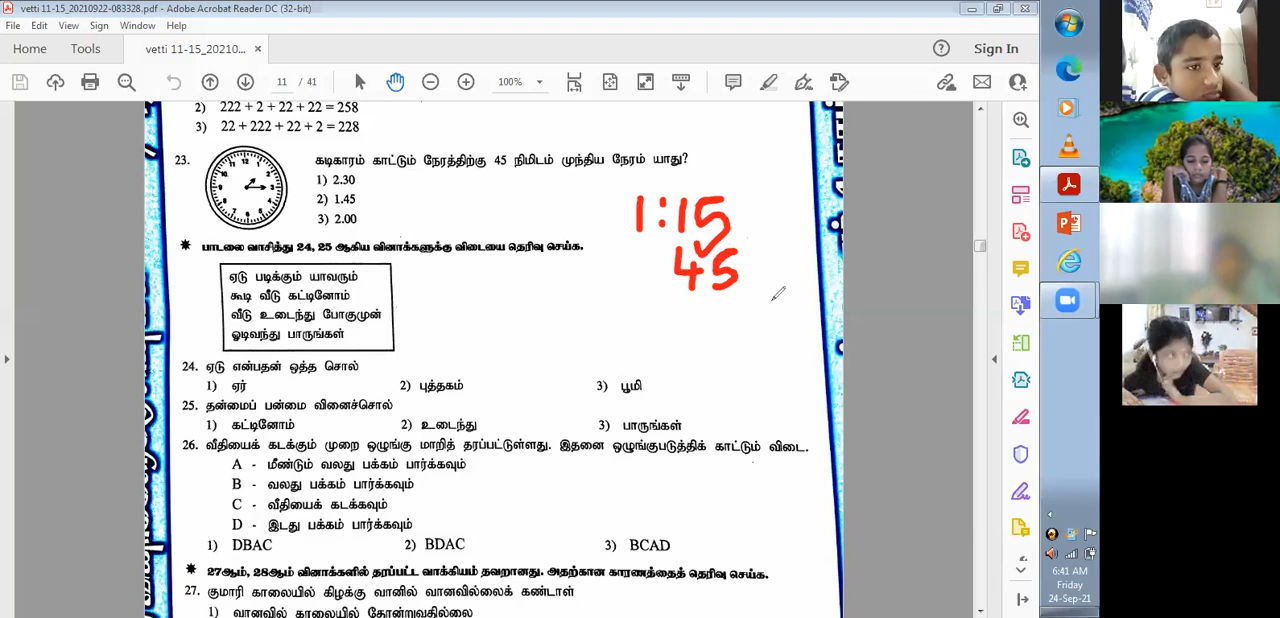 vetti 11-15_20210922-083328.pdf - Adobe Acrobat Reader DC (32-bit)
File Edit View Sign Window Help
Home Tools vetti 11-15_20210... × Sign In
11 / 41 100%
2) 222 + 2 + 22 + 22 = 258
3) 22 + 222 + 22 + 2 = 228
23. கடிகாரம் காட்டும் நேரத்திற்கு 45 நிமிடம் முந்திய நேரம் யாது?
1) 2.30
2) 1.45
3) 2.00
1:15
45
* பாடலை வாசித்து 24, 25 ஆகிய வினாக்களுக்கு விடையை தெரிவு செய்க.
ஏடு படிக்கும் யாவரும்
கூடி வீடு கட்டினோம்
வீடு உடைந்து போகுமுன்
ஓடிவந்து பாருங்கள்
24. ஏடு என்பதன் ஒத்த சொல்
1) ஏர் 2) புத்தகம் 3) பூமி
25. தன்மைப் பன்மை வினைச்சொல்
1) கட்டினோம் 2) உடைந்து 3) பாருங்கள்
26. வீதியைக் கடக்கும் முறை ஒழுங்கு மாறித் தரப்பட்டுள்ளது. இதனை ஒழுங்குபடுத்திக் காட்டும் விடை.
A - மீண்டும் வலது பக்கம் பார்க்கவும்
B - வலது பக்கம் பார்க்கவும்
C - வீதியைக் கடக்கவும்
D - இடது பக்கம் பார்க்கவும்
1) DBAC 2) BDAC 3) BCAD
* 27ஆம், 28ஆம் வினாக்களில் தரப்பட்ட வாக்கியம் தவறானது. அதற்கான காரணத்தைத் தெரிவு செய்க.
27. குமாரி காலையில் கிழக்கு வானில் வானவில்லைக் கண்டாள்
1) வானவில் காலையில் தோன்றுவதில்லை
6:41 AM
Friday
24-Sep-21